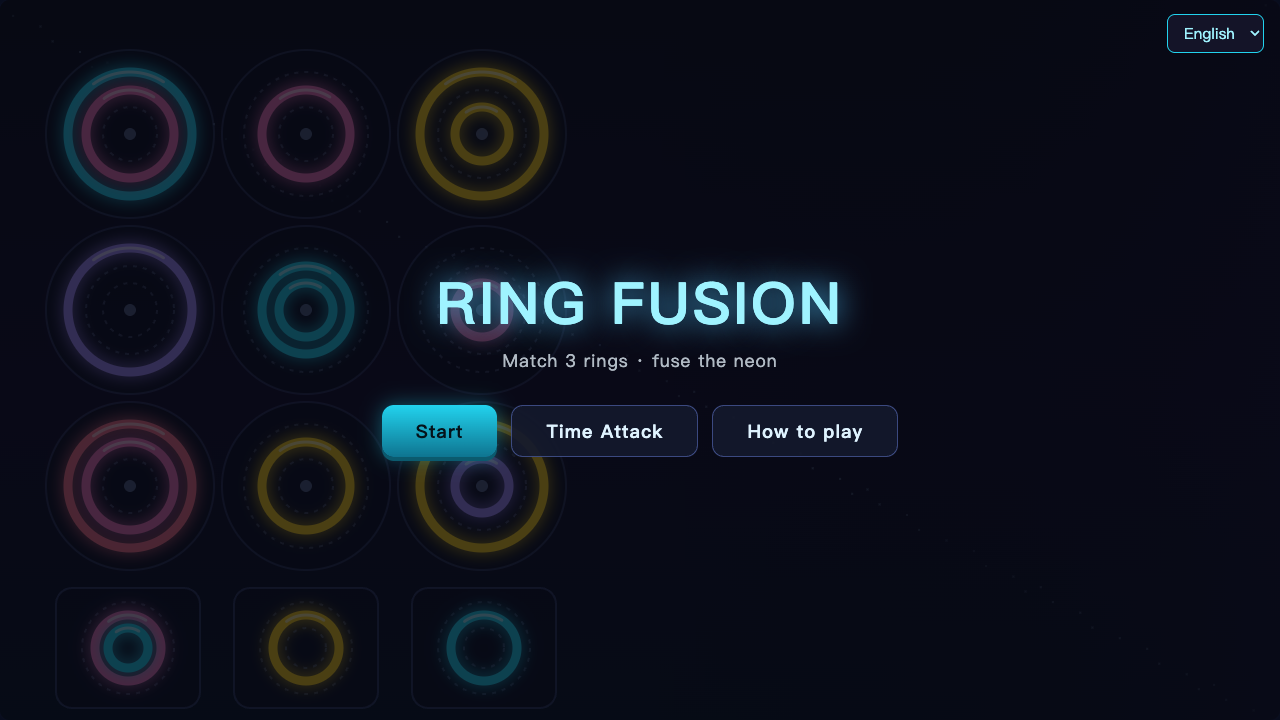 English
RING FUSION
Match 3 rings · fuse the neon
Start
Time Attack
How to play